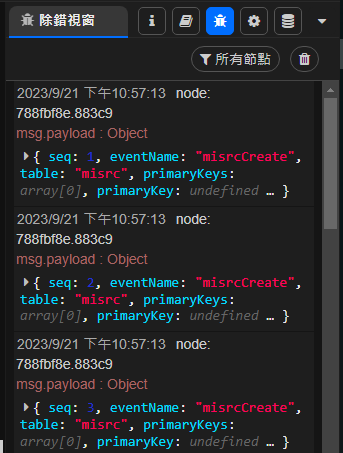 除錯視窗
所有節點
2023/9/21 下午10:57:13 node:
788fbf8e.883c9
msg.payload : Object
{ seq: 1, eventName: "misrcCreate",
table: "misrc", primaryKeys:
array[0], primaryKey: undefined … }
2023/9/21 下午10:57:13 node:
788fbf8e.883c9
msg.payload : Object
{ seq: 2, eventName: "misrcCreate",
table: "misrc", primaryKeys:
array[0], primaryKey: undefined … }
2023/9/21 下午10:57:13 node:
788fbf8e.883c9
msg.payload : Object
{ seq: 3, eventName: "misrcCreate",
table: "misrc", primaryKeys:
array[0], primaryKey: undefined … }